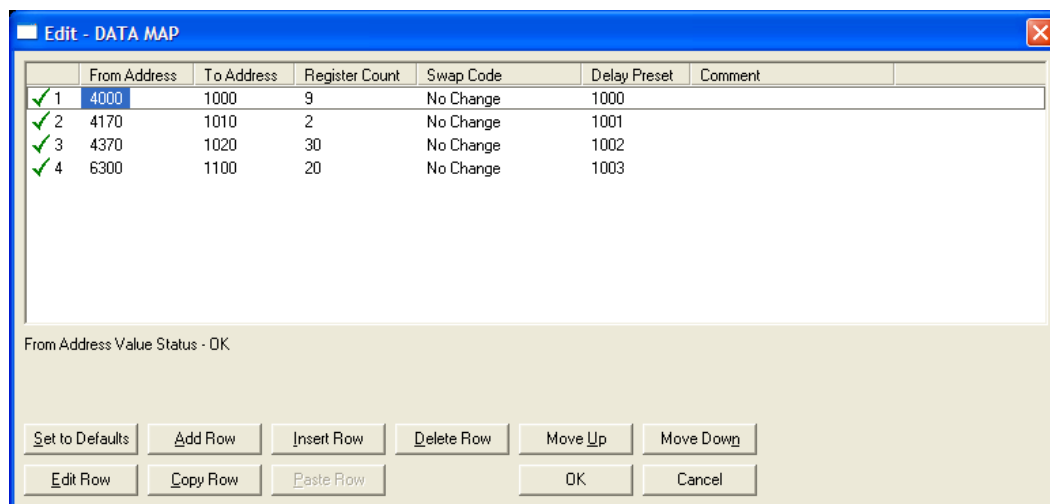 Edit - DATA MAP
From Address To Address Register Count Swap Code Delay Preset Comment
1 4000 1000 9 No Change 1000
2 4170 1010 2 No Change 1001
3 4370 1020 30 No Change 1002
4 6300 1100 20 No Change 1003
From Address Value Status - OK
Set to Defaults Add Row Insert Row Delete Row Move Up Move Down
Edit Row Copy Row Paste Row OK Cancel